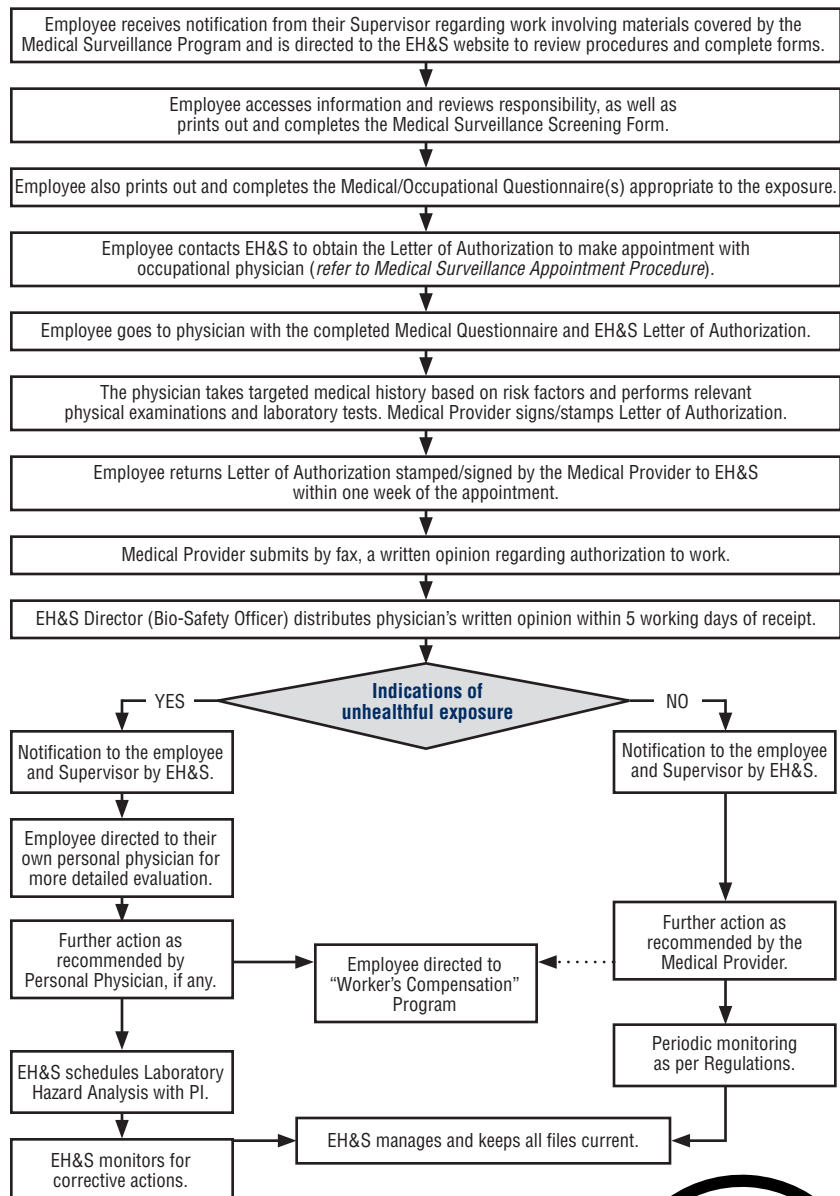 Employee receives notification from their Supervisor regarding work involving materials covered by the
Medical Surveillance Program and is directed to the EH&S website to review procedures and complete forms.
Employee accesses information and reviews responsibility, as well as
prints out and completes the Medical Surveillance Screening Form.
Employee also prints out and completes the Medical/Occupational Questionnaire(s) appropriate to the exposure.
Employee contacts EH&S to obtain the Letter of Authorization to make appointment with
occupational physician (refer to Medical Surveillance Appointment Procedure).
Employee goes to physician with the completed Medical Questionnaire and EH&S Letter of Authorization.
The physician takes targeted medical history based on risk factors and performs relevant
physical examinations and laboratory tests. Medical Provider signs/stamps Letter of Authorization.
Employee returns Letter of Authorization stamped/signed by the Medical Provider to EH&S
within one week of the appointment.
Medical Provider submits by fax, a written opinion regarding authorization to work.
EH&S Director (Bio-Safety Officer) distributes physician's written opinion within 5 working days of receipt.
Indications of
unhealthful exposure
YES
NO
Notification to the employee
and Supervisor by EH&S.
Employee directed to their
own personal physician for
more detailed evaluation.
Further action as
recommended by
Personal Physician, if any.
EH&S schedules Laboratory
Hazard Analysis with PI.
EH&S monitors for
corrective actions.
Employee directed to
“Worker's Compensation”
Program
EH&S manages and keeps all files current.
Notification to the employee
and Supervisor by EH&S.
Further action as
recommended by the
Medical Provider.
Periodic monitoring
as per Regulations.